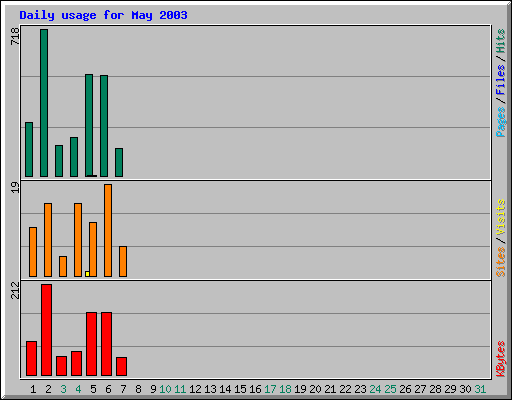 Daily usage for May 2003
718
Pages / Files / Hits
19
Sites / Visits
212
KBytes
1 2 3 4 5 6 7 8 9 10 11 12 13 14 15 16 17 18 19 20 21 22 23 24 25 26 27 28 29 30 31